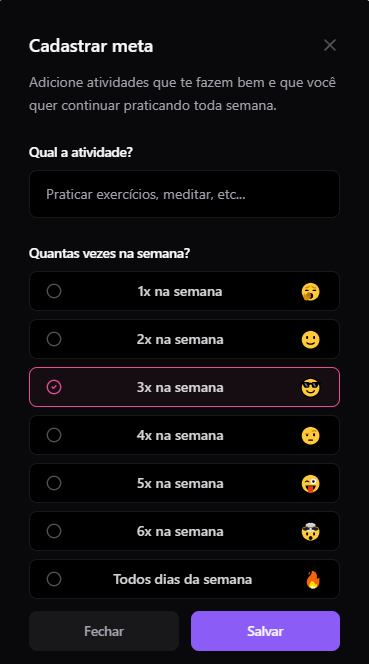 Cadastrar meta
Adicione atividades que te fazem bem e que você
quer continuar praticando toda semana.
Qual a atividade?
Praticar exercícios, meditar, etc...
Quantas vezes na semana?
1x na semana 🥱
2x na semana 🙂
3x na semana 😎
4x na semana 🤨
5x na semana 😜
6x na semana 🤯
Todos dias da semana 🔥
Fechar
Salvar